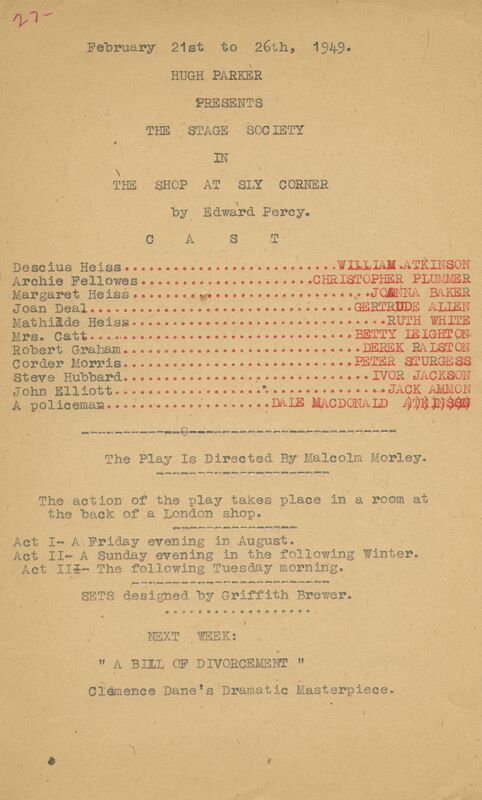 27-
February 21st to 26th, 1949.
HUGH PARKER
PRESENTS
THE STAGE SOCIETY
IN
THE SHOP AT SLY CORNER
by Edward Percy.
C A S T
Descius Heiss..............................WILLIAM.ATKINSON
Archie Fellowes........................CHRISTOPHER PLUMMER
Margaret Heiss...............................JOANNA BAKER
Joan Deal..................................GERTRUDE ALLEN
Mathilde Heiss.................................RUTH WHITE
Mrs. Catt..................................BETTY LEIGHTON
Robert Graham...............................DEREK RALSTON
Corder Morris..............................PETER STURGESS
Steve Hubbard................................IVOR JACKSON
John Elliott..................................JACK AMMON
A policeman.....................DALE MACDONALD ATKINSON
The Play Is Directed By Malcolm Morley.
The action of the play takes place in a room at
the back of a London shop.
Act I- A Friday evening in August.
Act II- A Sunday evening in the following Winter.
Act III- The following Tuesday morning.
SETS designed by Griffith Brewer.
NEXT WEEK:
" A BILL OF DIVORCEMENT "
Clemence Dane's Dramatic Masterpiece.